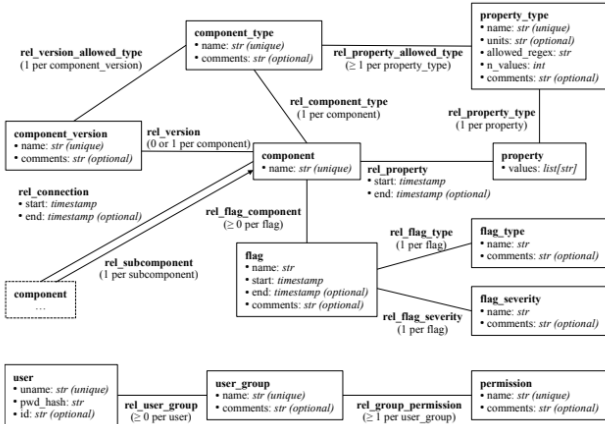 component_type
• name: str (unique)
• comments: str (optional)
property_type
• name: str (unique)
• units: str (optional)
• allowed_regex: str
• n_values: int
• comments: str (optional)
rel_version_allowed_type
(1 per component_version)
rel_property_allowed_type
(≥ 1 per property_type)
rel_component_type
(1 per component)
rel_property_type
(1 per property)
component_version
• name: str (unique)
• comments: str (optional)
rel_version
(0 or 1 per component)
component
• name: str (unique)
rel_property
• start: timestamp
• end: timestamp (optional)
property
• values: list[str]
rel_connection
• start: timestamp
• end: timestamp (optional)
rel_flag_component
(≥ 0 per flag)
rel_subcomponent
(1 per subcomponent)
component
…
flag
• name: str
• start: timestamp
• end: timestamp (optional)
• comments: str (optional)
rel_flag_type
(1 per flag)
flag_type
• name: str
• comments: str (optional)
rel_flag_severity
(1 per flag)
flag_severity
• name: str
• comments: str (optional)
user
• uname: str (unique)
• pwd_hash: str
• id: str (optional)
rel_user_group
(≥ 0 per user)
user_group
• name: str (unique)
• comments: str (optional)
rel_group_permission
(≥ 1 per user_group)
permission
• name: str (unique)
• comments: str (optional)